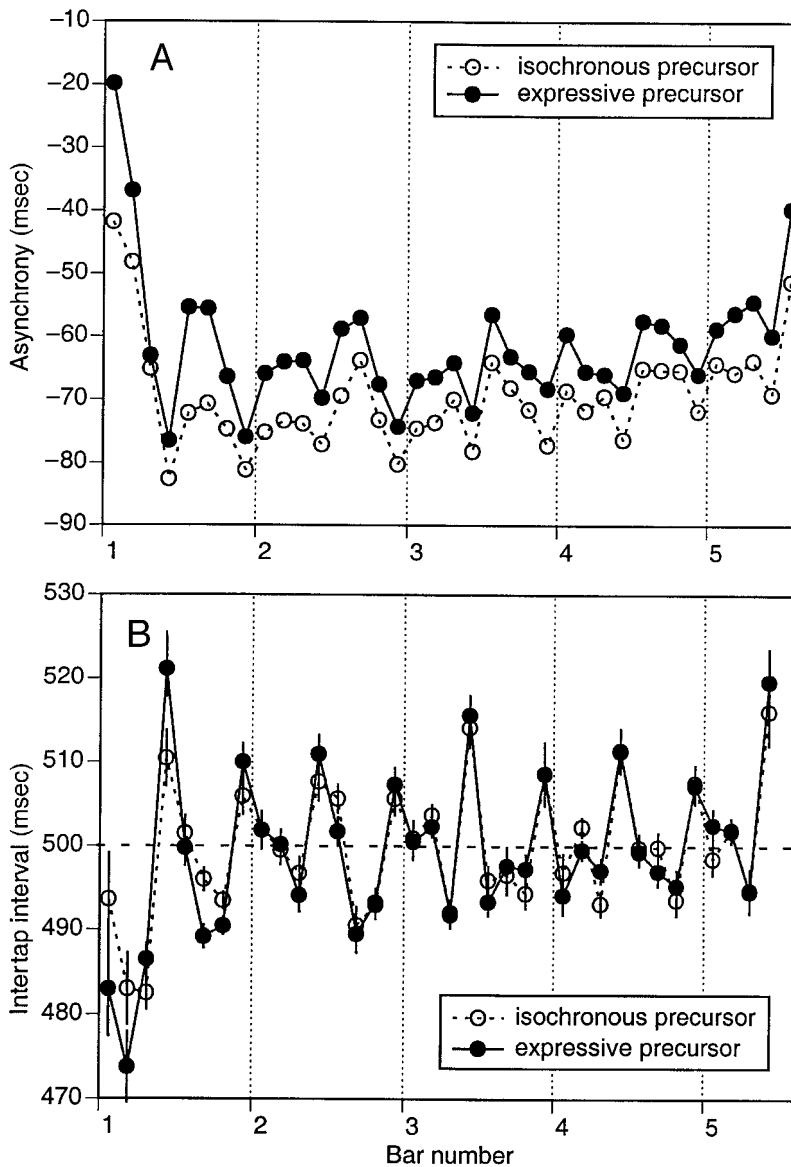 −10
−20
−30
−40
−50
−60
−70
−80
−90
Asynchrony (msec)
A
isochronous precursor
expressive precursor
1 2 3 4 5
530
520
510
500
490
480
470
Intertap interval (msec)
B
isochronous precursor
expressive precursor
1 2 3 4 5
Bar number